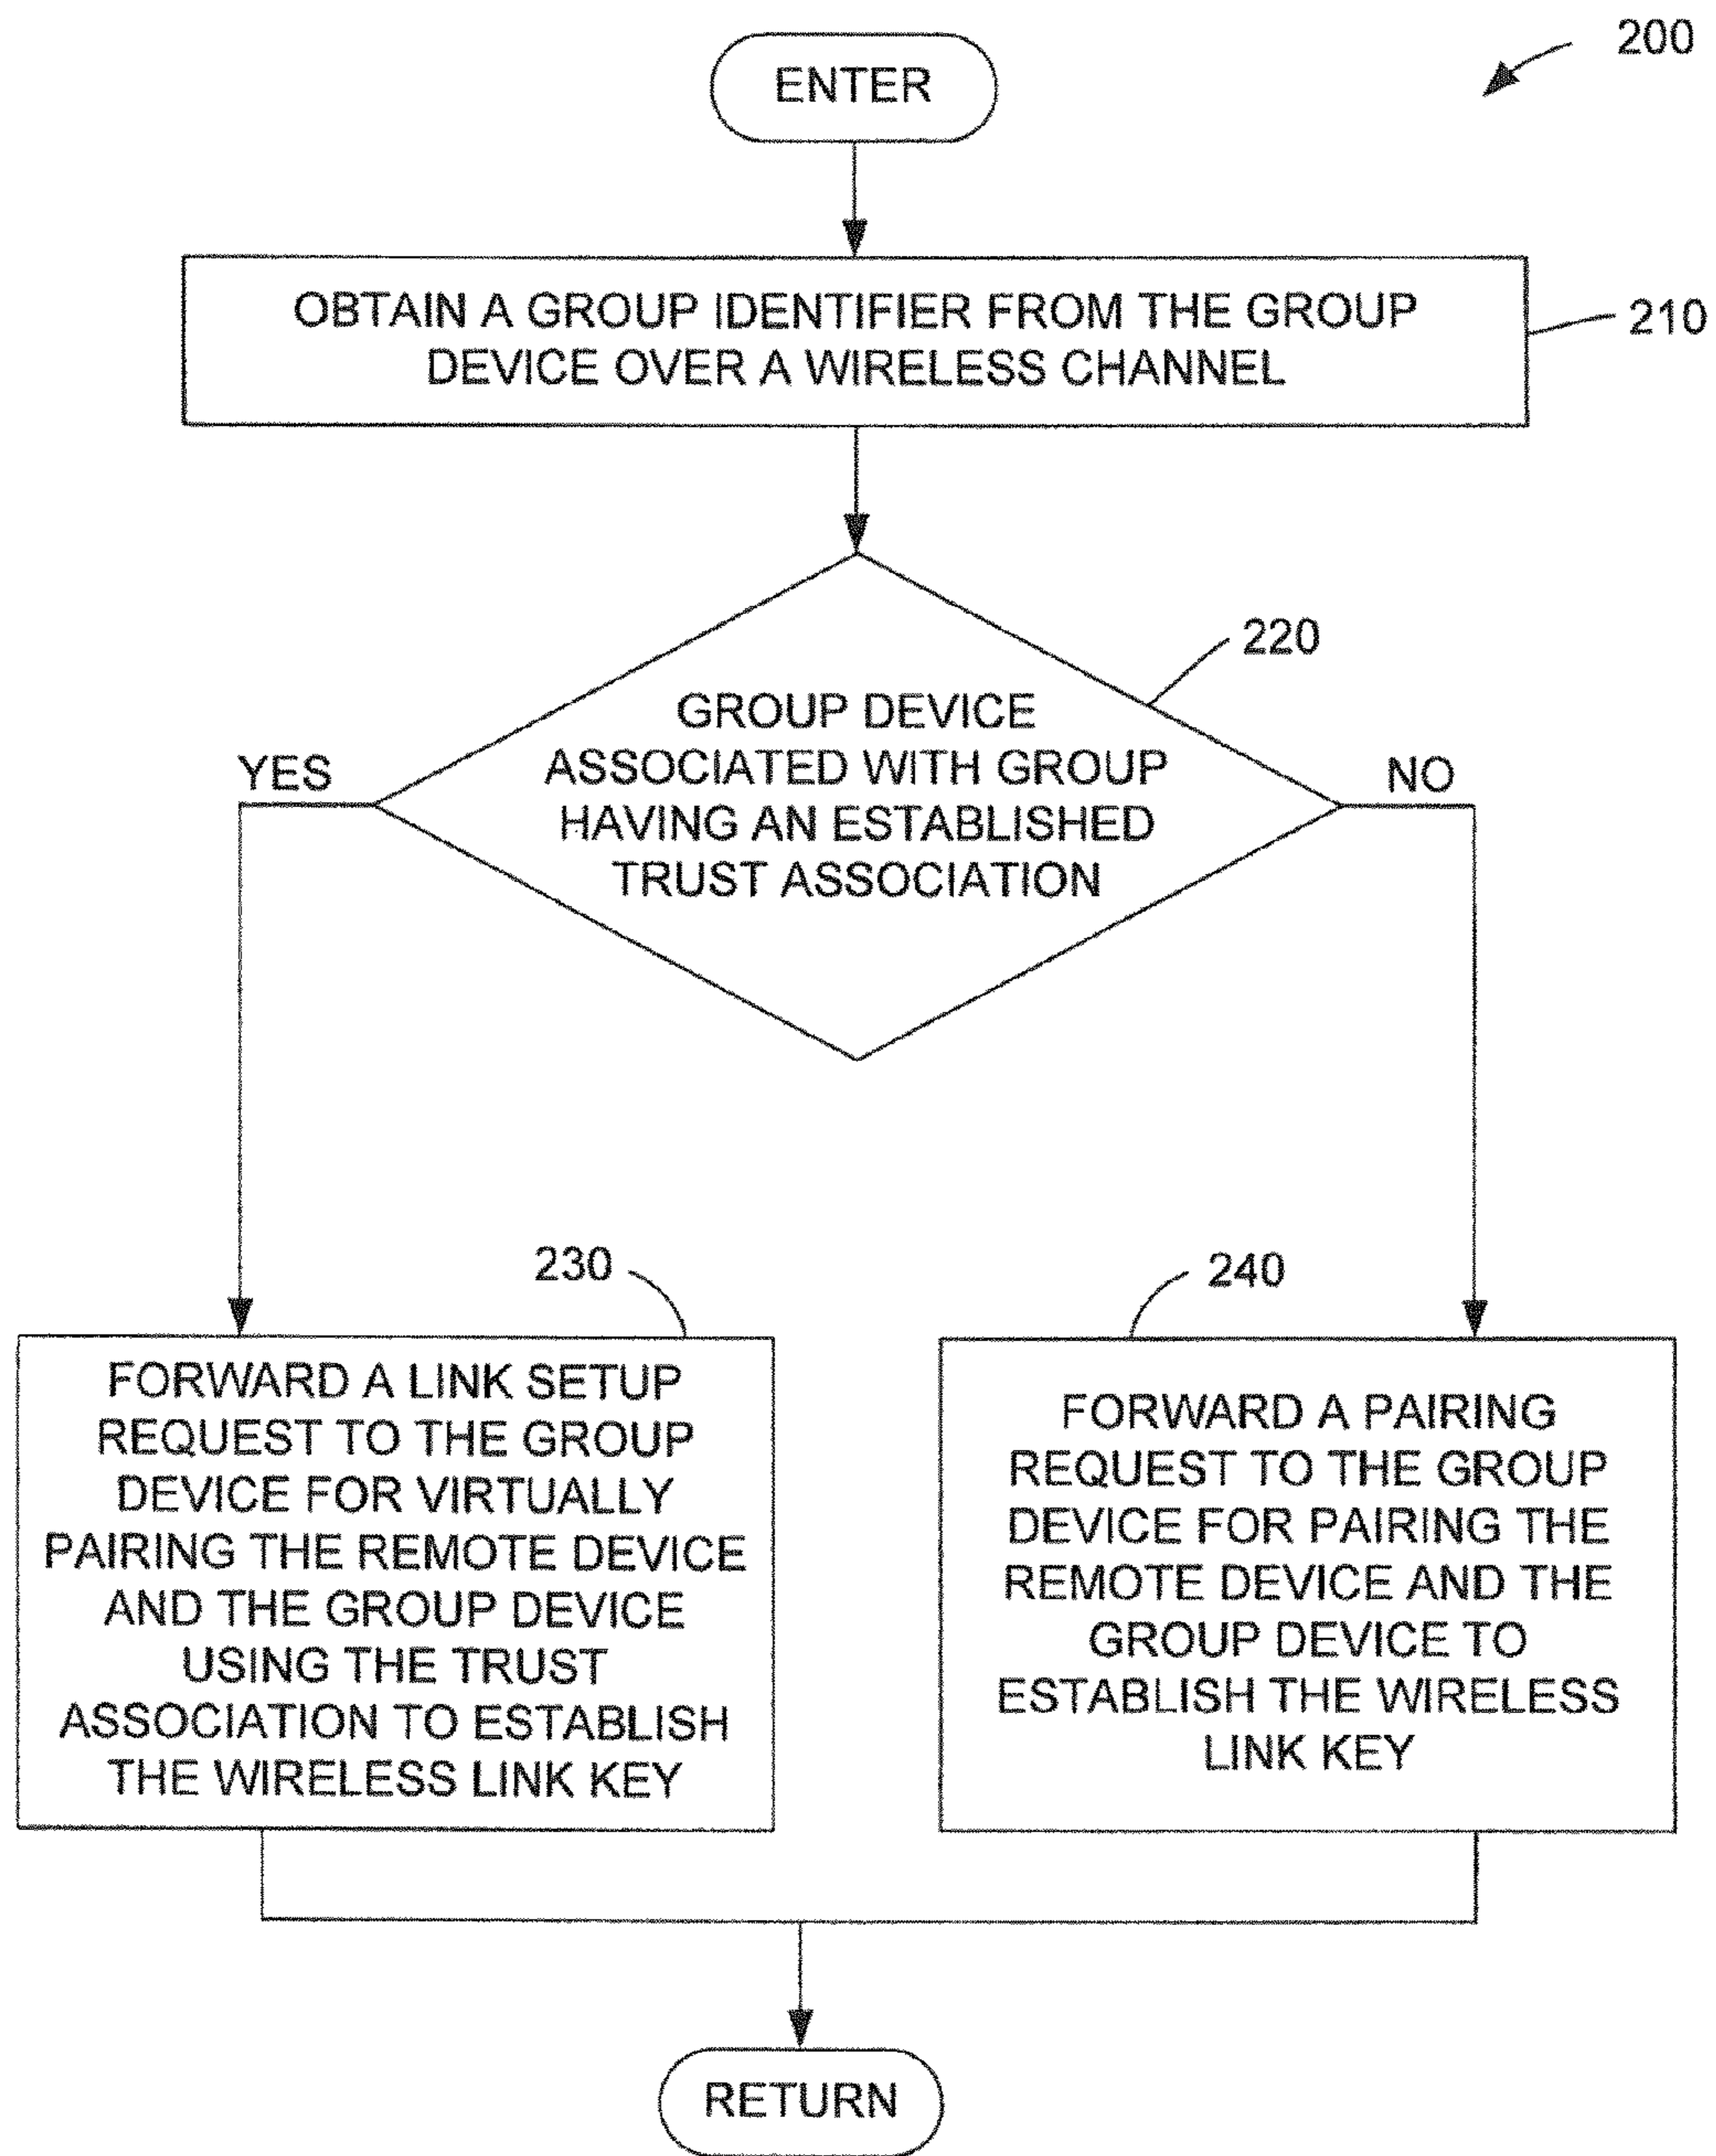 200
ENTER
OBTAIN A GROUP IDENTIFIER FROM THE GROUP
DEVICE OVER A WIRELESS CHANNEL
210
220
GROUP DEVICE
ASSOCIATED WITH GROUP
HAVING AN ESTABLISHED
TRUST ASSOCIATION
YES
NO
230
FORWARD A LINK SETUP
REQUEST TO THE GROUP
DEVICE FOR VIRTUALLY
PAIRING THE REMOTE DEVICE
AND THE GROUP DEVICE
USING THE TRUST
ASSOCIATION TO ESTABLISH
THE WIRELESS LINK KEY
240
FORWARD A PAIRING
REQUEST TO THE GROUP
DEVICE FOR PAIRING THE
REMOTE DEVICE AND THE
GROUP DEVICE TO
ESTABLISH THE WIRELESS
LINK KEY
RETURN